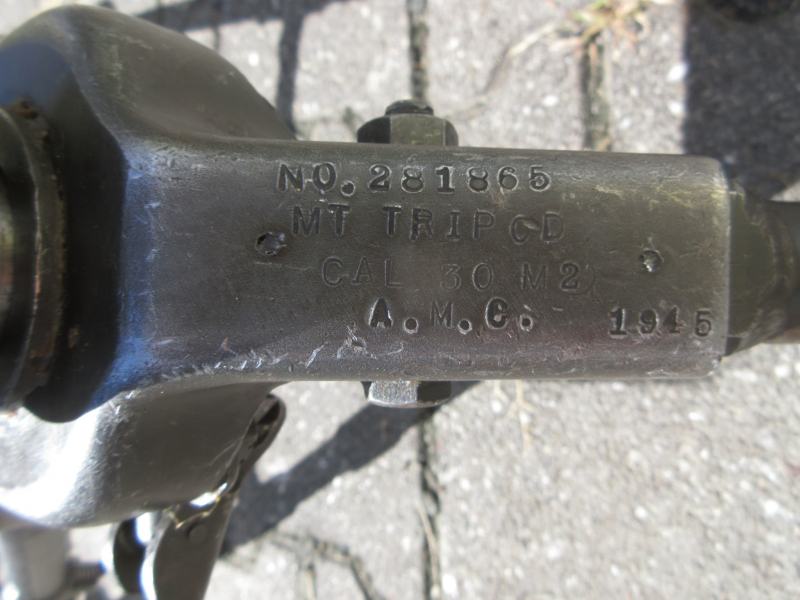 NO. 281865
MT TRIPOD
CAL 30 M2
A.M.C. 1945